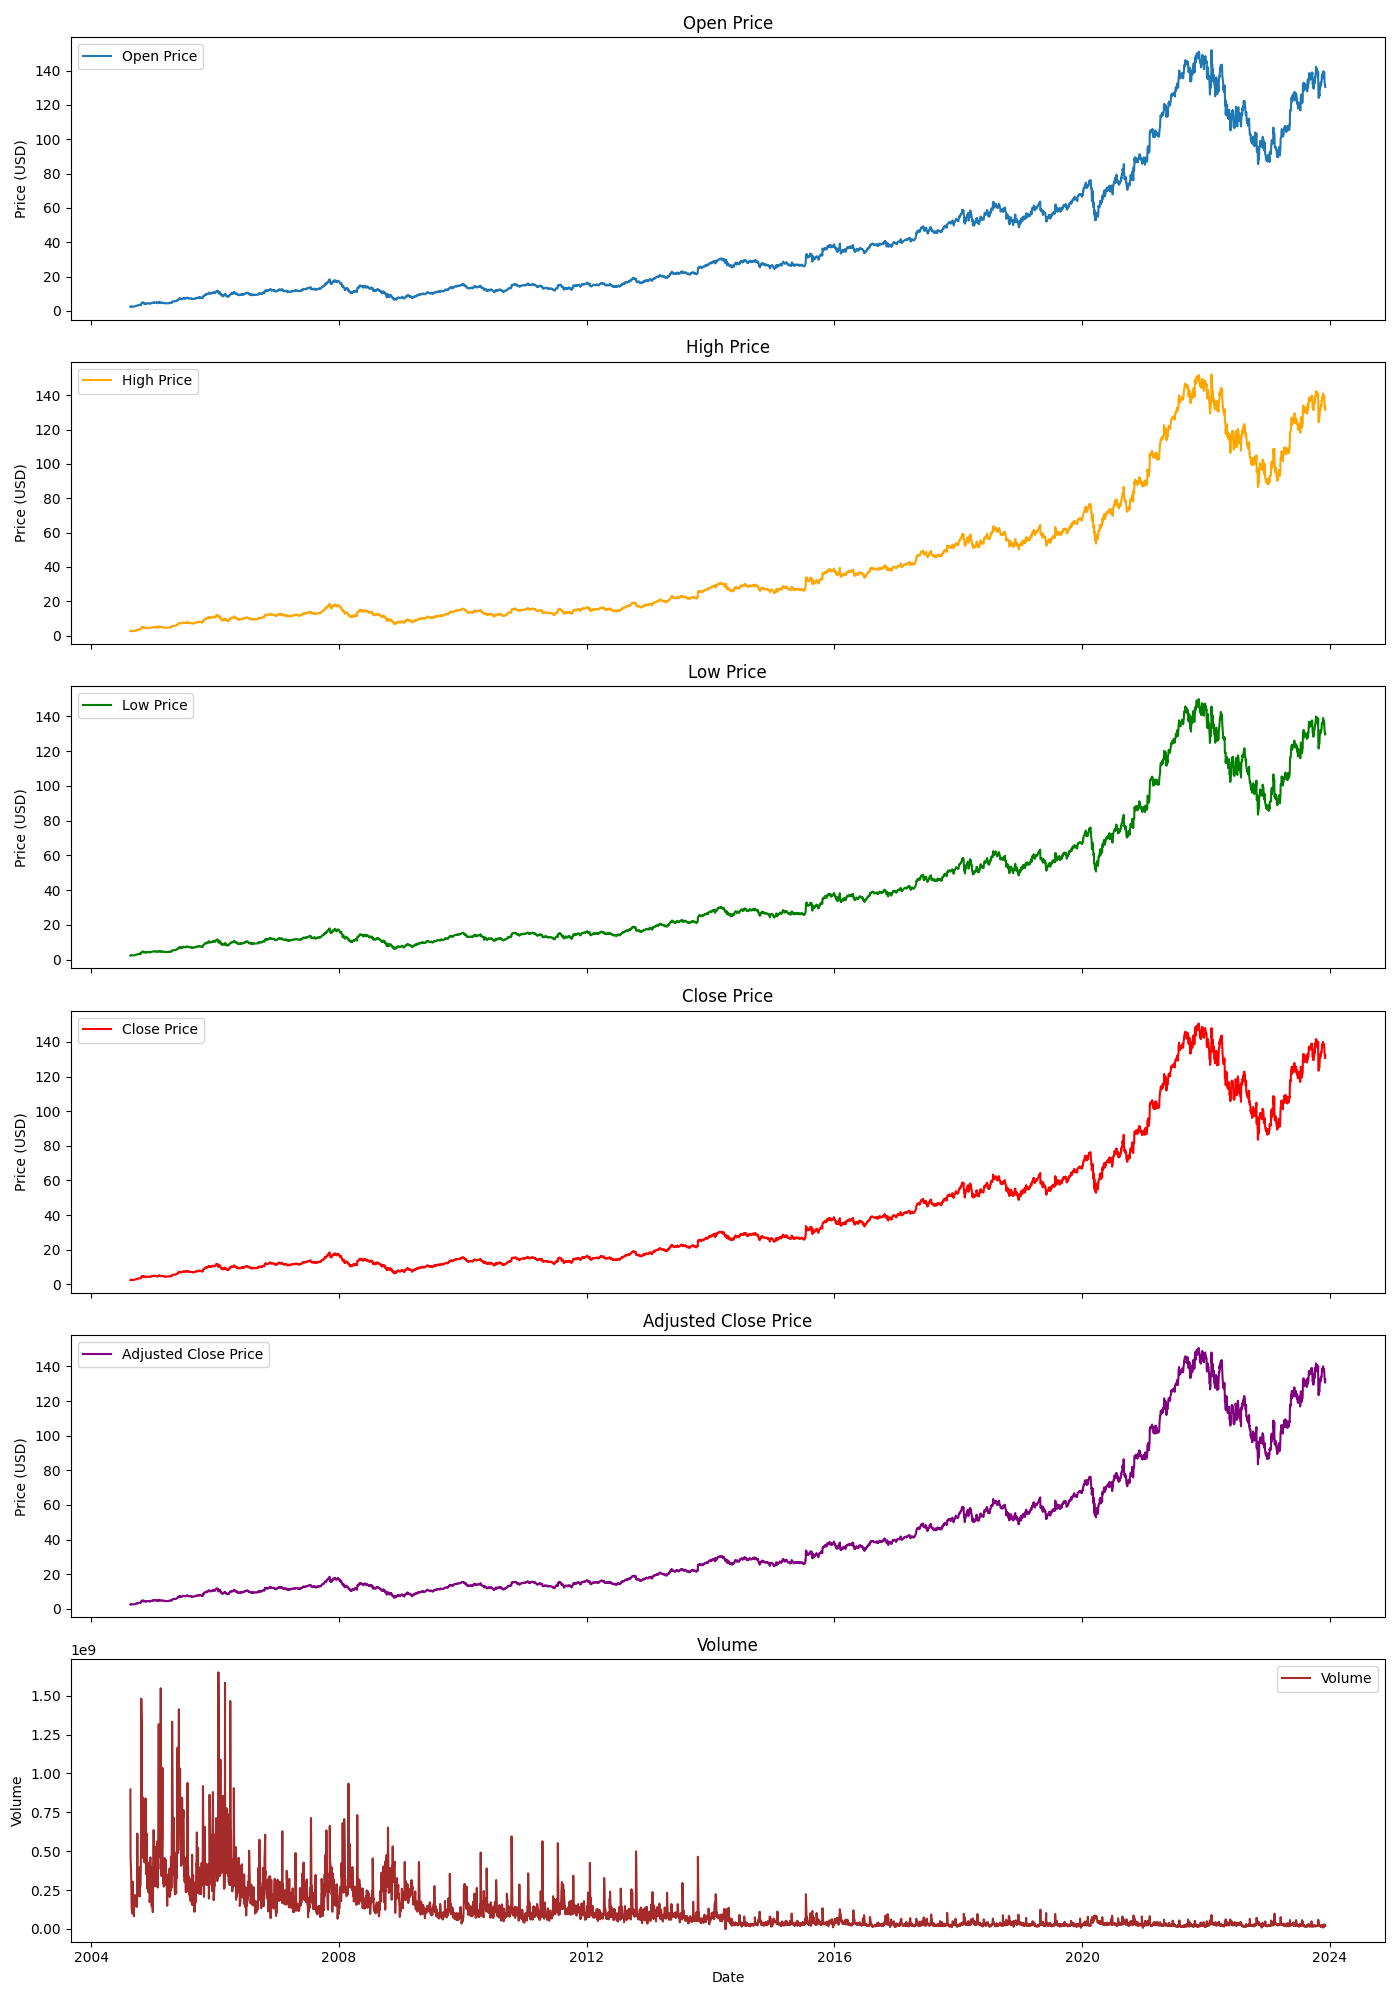 Open Price
Open Price
Price (USD)
140
120
100
80
60
40
20
0
High Price
High Price
Price (USD)
140
120
100
80
60
40
20
0
Low Price
Low Price
Price (USD)
140
120
100
80
60
40
20
0
Close Price
Close Price
Price (USD)
140
120
100
80
60
40
20
0
Adjusted Close Price
Adjusted Close Price
Price (USD)
140
120
100
80
60
40
20
0
Volume
1e9
Volume
Volume
1.50
1.25
1.00
0.75
0.50
0.25
0.00
2004 2008 2012 2016 2020 2024
Date